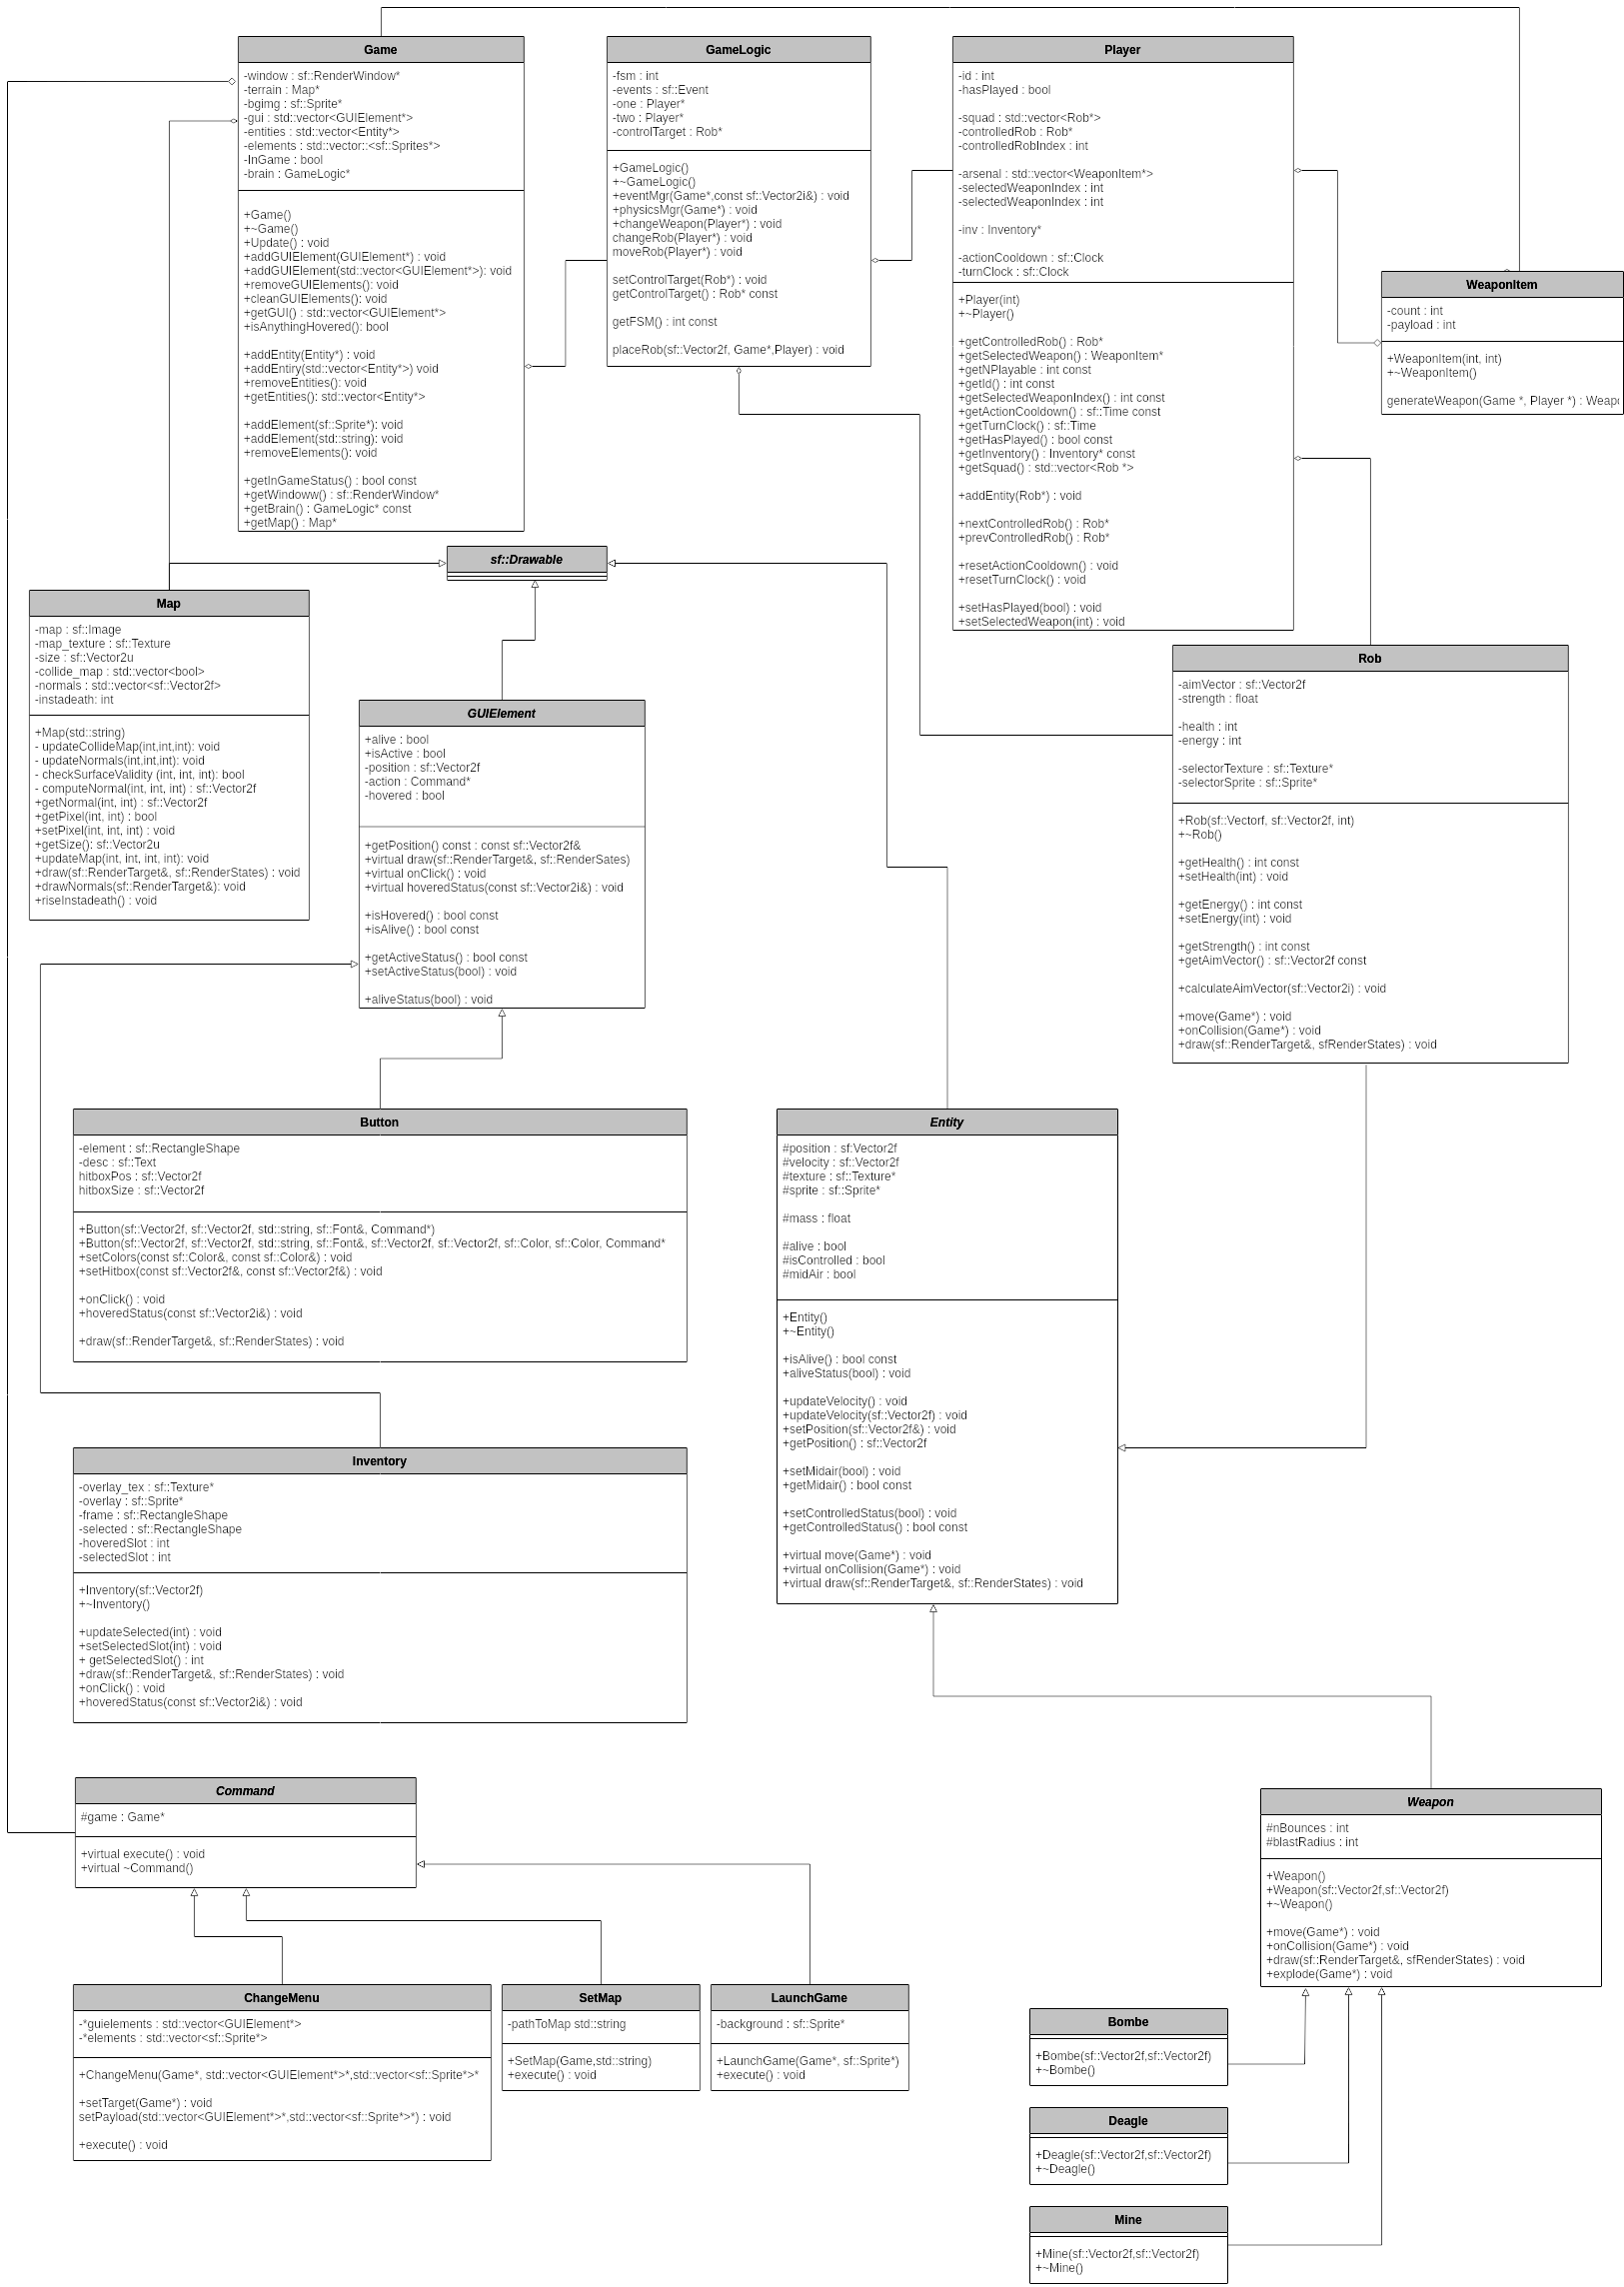 Game
-window : sf::RenderWindow*
-terrain : Map*
-bgimg : sf::Sprite*
-gui : std::vector<GUIElement*>
-entities : std::vector<Entity*>
-elements : std::vector::<sf::Sprites*>
-InGame : bool
-brain : GameLogic*
+Game()
+~Game()
+Update() : void
+addGUIElement(GUIElement*) : void
+addGUIElement(std::vector<GUIElement*>): void
+removeGUIElements(): void
+cleanGUIElements(): void
+getGUI() : std::vector<GUIElement*>
+isAnythingHovered(): bool
+addEntity(Entity*) : void
+addEntiry(std::vector<Entity*>) void
+removeEntities(): void
+getEntities(): std::vector<Entity*>
+addElement(sf::Sprite*): void
+addElement(std::string): void
+removeElements(): void
+getInGameStatus() : bool const
+getWindoww() : sf::RenderWindow*
+getBrain() : GameLogic* const
+getMap() : Map*
GameLogic
-fsm : int
-events : sf::Event
-one : Player*
-two : Player*
-controlTarget : Rob*
+GameLogic()
+~GameLogic()
+eventMgr(Game*,const sf::Vector2i&) : void
+physicsMgr(Game*) : void
+changeWeapon(Player*) : void
changeRob(Player*) : void
moveRob(Player*) : void
setControlTarget(Rob*) : void
getControlTarget() : Rob* const
getFSM() : int const
placeRob(sf::Vector2f, Game*,Player) : void
Player
-id : int
-hasPlayed : bool
-squad : std::vector<Rob*>
-controlledRob : Rob*
-controlledRobIndex : int
-arsenal : std::vector<WeaponItem*>
-selectedWeaponIndex : int
-selectedWeaponIndex : int
-inv : Inventory*
-actionCooldown : sf::Clock
-turnClock : sf::Clock
+Player(int)
+~Player()
+getControlledRob() : Rob*
+getSelectedWeapon() : WeaponItem*
+getNPlayable : int const
+getId() : int const
+getSelectedWeaponIndex() : int const
+getActionCooldown() : sf::Time const
+getTurnClock() : sf::Time
+getHasPlayed() : bool const
+getInventory() : Inventory* const
+getSquad() : std::vector<Rob *>
+addEntity(Rob*) : void
+nextControlledRob() : Rob*
+prevControlledRob() : Rob*
+resetActionCooldown() : void
+resetTurnClock() : void
+setHasPlayed(bool) : void
+setSelectedWeapon(int) : void
WeaponItem
-count : int
-payload : int
+WeaponItem(int, int)
+~WeaponItem()
generateWeapon(Game *, Player *) : Weapo
sf::Drawable
Map
-map : sf::Image
-map_texture : sf::Texture
-size : sf::Vector2u
-collide_map : std::vector<bool>
-normals : std::vector<sf::Vector2f>
-instadeath: int
+Map(std::string)
- updateCollideMap(int,int,int): void
- updateNormals(int,int,int): void
- checkSurfaceValidity (int, int, int): bool
- computeNormal(int, int, int) : sf::Vector2f
+getNormal(int, int) : sf::Vector2f
+getPixel(int, int) : bool
+setPixel(int, int, int) : void
+getSize(): sf::Vector2u
+updateMap(int, int, int, int): void
+draw(sf::RenderTarget&, sf::RenderStates) : void
+drawNormals(sf::RenderTarget&): void
+riseInstadeath() : void
GUIElement
+alive : bool
+isActive : bool
-position : sf::Vector2f
-action : Command*
-hovered : bool
+getPosition() const : const sf::Vector2f&
+virtual draw(sf::RenderTarget&, sf::RenderSates)
+virtual onClick() : void
+virtual hoveredStatus(const sf::Vector2i&) : void
+isHovered() : bool const
+isAlive() : bool const
+getActiveStatus() : bool const
+setActiveStatus(bool) : void
+aliveStatus(bool) : void
Rob
-aimVector : sf::Vector2f
-strength : float
-health : int
-energy : int
-selectorTexture : sf::Texture*
-selectorSprite : sf::Sprite*
+Rob(sf::Vectorf, sf::Vector2f, int)
+~Rob()
+getHealth() : int const
+setHealth(int) : void
+getEnergy() : int const
+setEnergy(int) : void
+getStrength() : int const
+getAimVector() : sf::Vector2f const
+calculateAimVector(sf::Vector2i) : void
+move(Game*) : void
+onCollision(Game*) : void
+draw(sf::RenderTarget&, sfRenderStates) : void
Button
-element : sf::RectangleShape
-desc : sf::Text
hitboxPos : sf::Vector2f
hitboxSize : sf::Vector2f
+Button(sf::Vector2f, sf::Vector2f, std::string, sf::Font&, Command*)
+Button(sf::Vector2f, sf::Vector2f, std::string, sf::Font&, sf::Vector2f, sf::Vector2f, sf::Color, sf::Color, Command*
+setColors(const sf::Color&, const sf::Color&) : void
+setHitbox(const sf::Vector2f&, const sf::Vector2f&) : void
+onClick() : void
+hoveredStatus(const sf::Vector2i&) : void
+draw(sf::RenderTarget&, sf::RenderStates) : void
Entity
#position : sf:Vector2f
#velocity : sf::Vector2f
#texture : sf::Texture*
#sprite : sf::Sprite*
#mass : float
#alive : bool
#isControlled : bool
#midAir : bool
+Entity()
+~Entity()
+isAlive() : bool const
+aliveStatus(bool) : void
+updateVelocity() : void
+updateVelocity(sf::Vector2f) : void
+setPosition(sf::Vector2f&) : void
+getPosition() : sf::Vector2f
+setMidair(bool) : void
+getMidair() : bool const
+setControlledStatus(bool) : void
+getControlledStatus() : bool const
+virtual move(Game*) : void
+virtual onCollision(Game*) : void
+virtual draw(sf::RenderTarget&, sf::RenderStates) : void
Inventory
-overlay_tex : sf::Texture*
-overlay : sf::Sprite*
-frame : sf::RectangleShape
-selected : sf::RectangleShape
-hoveredSlot : int
-selectedSlot : int
+Inventory(sf::Vector2f)
+~Inventory()
+updateSelected(int) : void
+setSelectedSlot(int) : void
+ getSelectedSlot() : int
+draw(sf::RenderTarget&, sf::RenderStates) : void
+onClick() : void
+hoveredStatus(const sf::Vector2i&) : void
Command
#game : Game*
+virtual execute() : void
+virtual ~Command()
Weapon
#nBounces : int
#blastRadius : int
+Weapon()
+Weapon(sf::Vector2f,sf::Vector2f)
+~Weapon()
+move(Game*) : void
+onCollision(Game*) : void
+draw(sf::RenderTarget&, sfRenderStates) : void
+explode(Game*) : void
ChangeMenu
-*guielements : std::vector<GUIElement*>
-*elements : std::vector<sf::Sprite*>
+ChangeMenu(Game*, std::vector<GUIElement*>*,std::vector<sf::Sprite*>*
+setTarget(Game*) : void
setPayload(std::vector<GUIElement*>*,std::vector<sf::Sprite*>*) : void
+execute() : void
SetMap
-pathToMap std::string
+SetMap(Game,std::string)
+execute() : void
LaunchGame
-background : sf::Sprite*
+LaunchGame(Game*, sf::Sprite*)
+execute() : void
Bombe
+Bombe(sf::Vector2f,sf::Vector2f)
+~Bombe()
Deagle
+Deagle(sf::Vector2f,sf::Vector2f)
+~Deagle()
Mine
+Mine(sf::Vector2f,sf::Vector2f)
+~Mine()